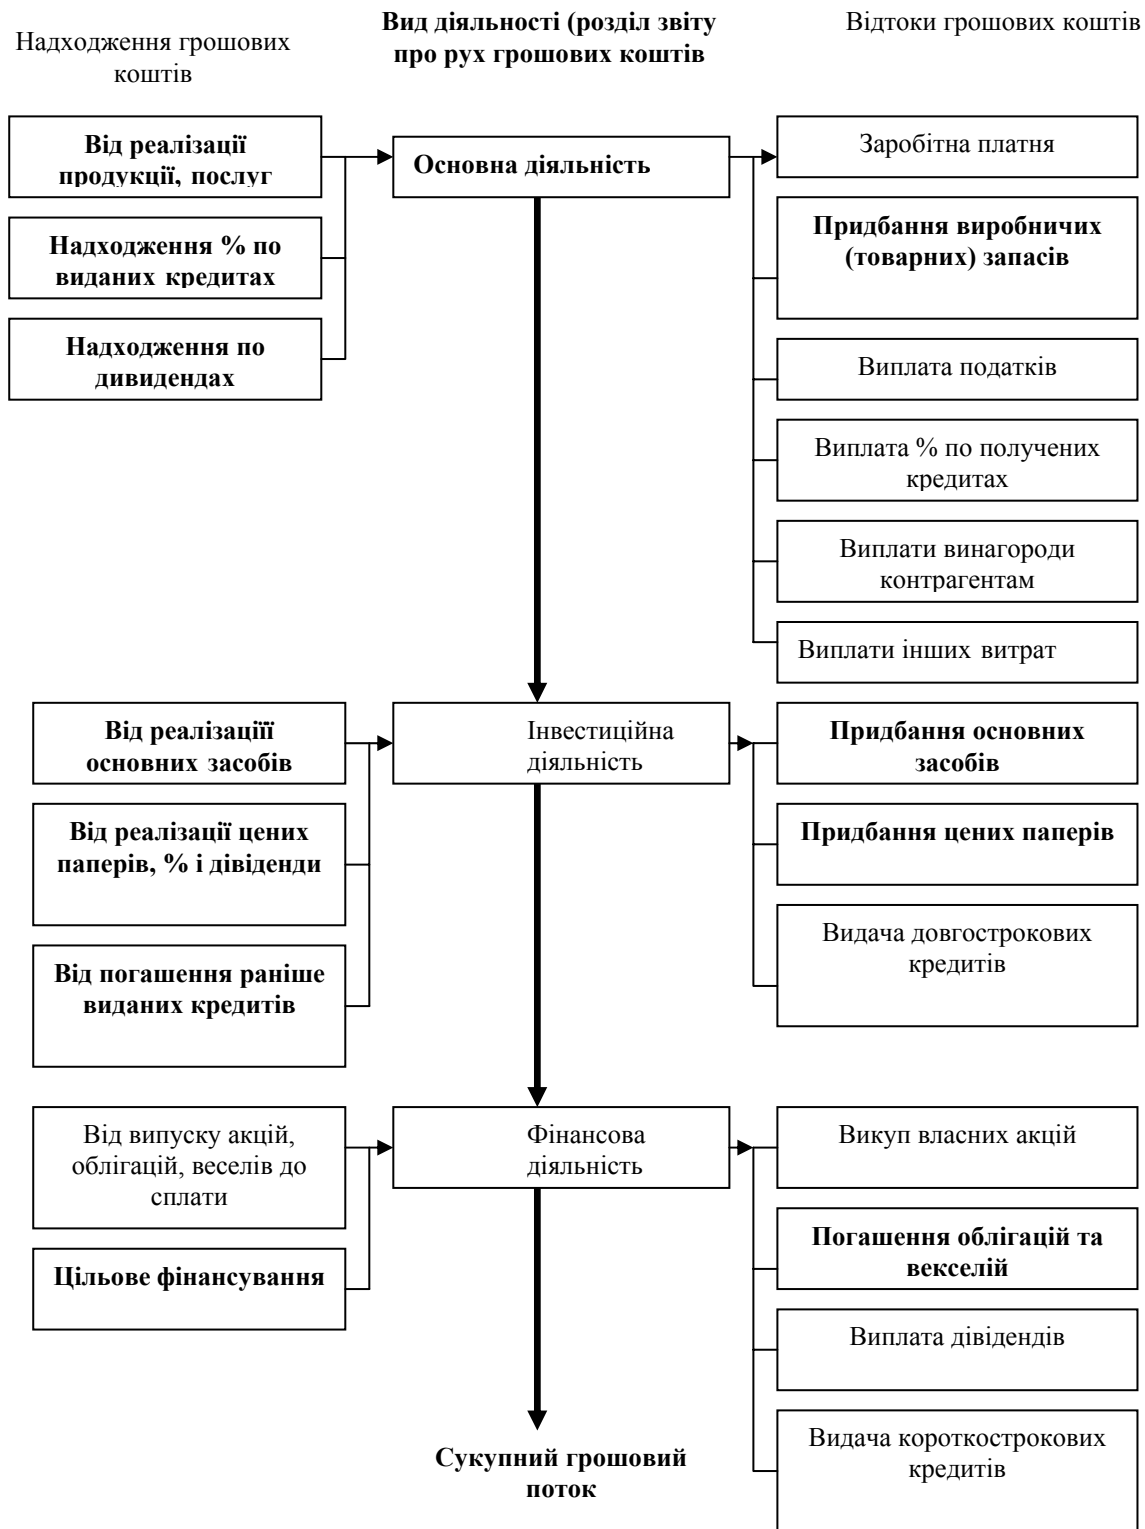 Надходження грошових
коштів
Вид діяльності (розділ звіту
про рух грошових коштів
Відтоки грошових коштів
Від реалізації
продукції, послуг
Надходження % по
виданих кредитах
Надходження по
дивидендах
Основна діяльність
Заробітна платня
Придбання виробничих
(товарних) запасів
Виплата податків
Виплата % по получених
кредитах
Виплати винагороди
контрагентам
Виплати інших витрат
Від реалізаціїї
основних засобів
Від реалізації цених
паперів, % і дівіденди
Від погашення раніше
виданих кредитів
Інвестиційна
діяльність
Придбання основних
засобів
Придбання цених паперів
Видача довгострокових
кредитів
Від випуску акцій,
облігацій, веселів до
сплати
Цільове фінансування
Фінансова
діяльність
Викуп власних акцій
Погашення облігацій та
векселій
Виплата дівідендів
Видача короткострокових
кредитів
Сукупний грошовий
поток